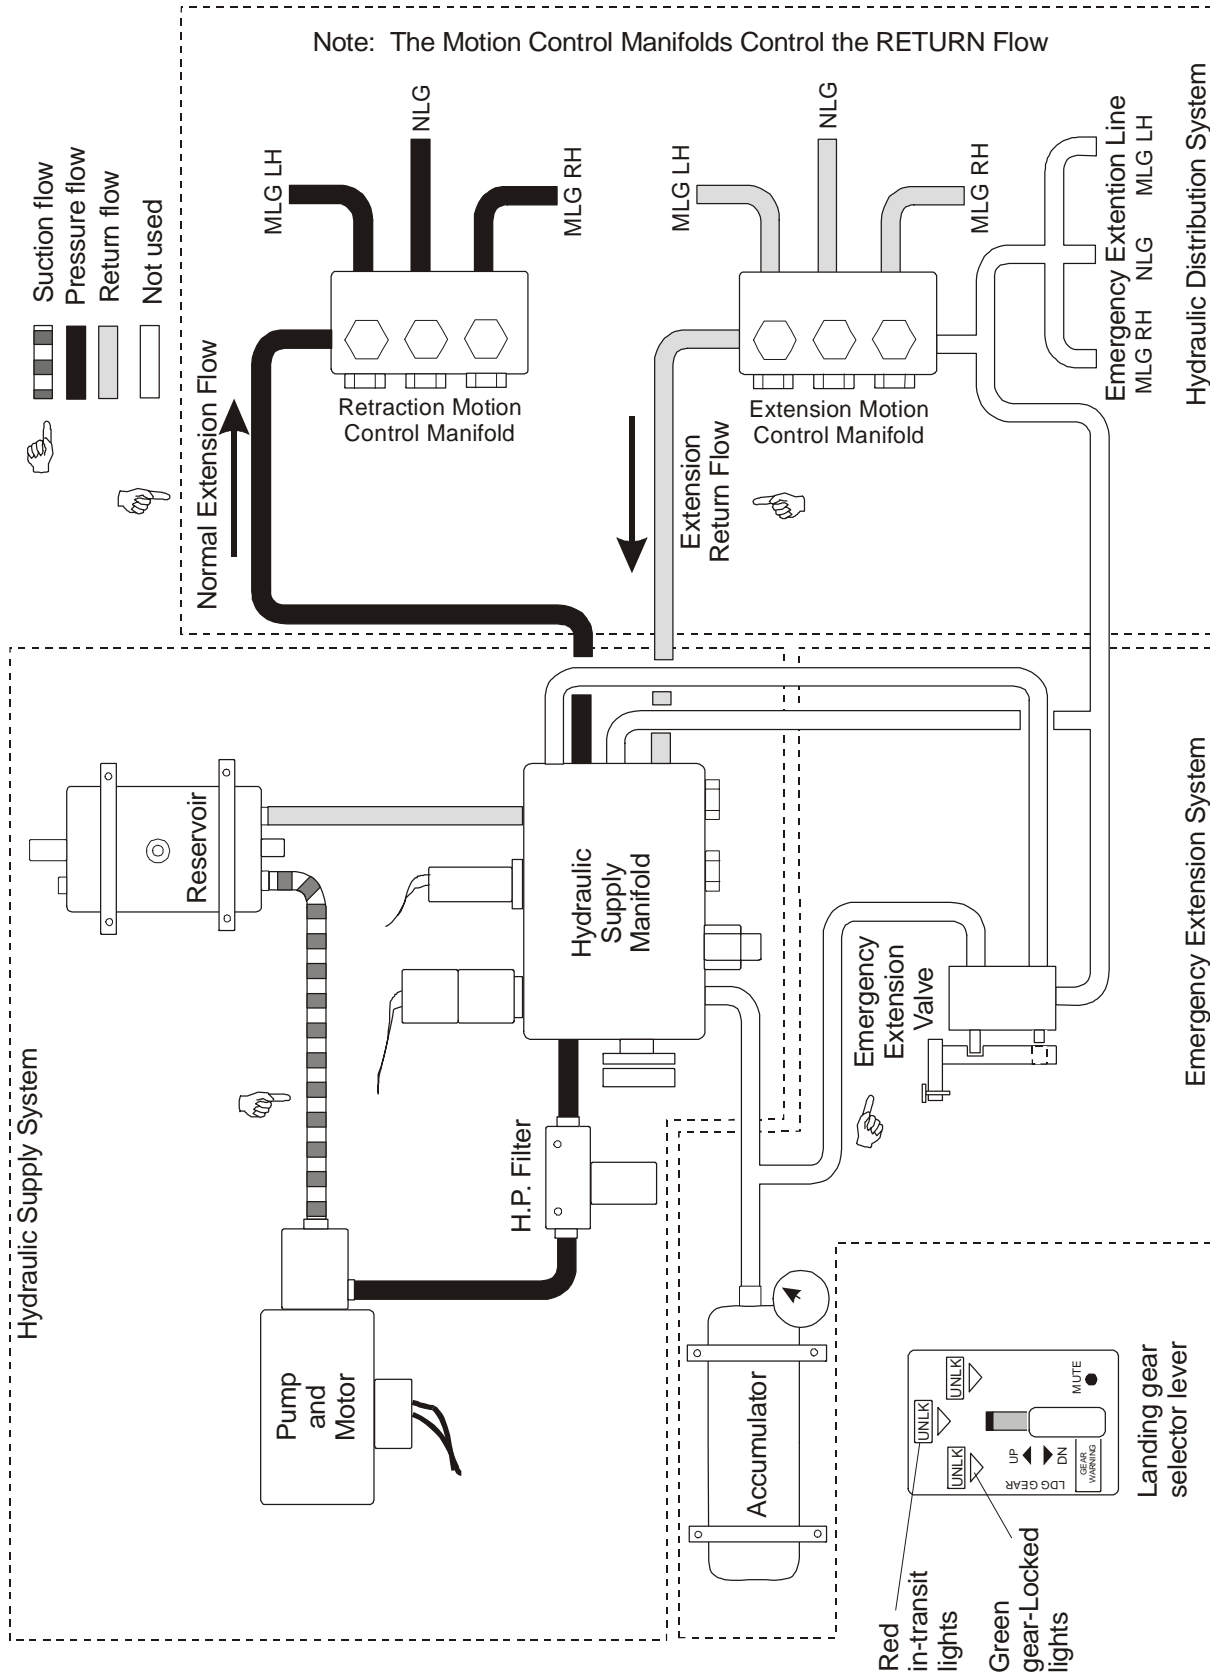 Note: The Motion Control Manifolds Control the RETURN Flow
Suction flow
Pressure flow
Return flow
Not used
MLG LH
NLG
MLG RH
Normal Extension Flow
Retraction Motion
Control Manifold
MLG LH
NLG
MLG RH
Extension Motion
Control Manifold
Extension
Return Flow
Emergency Extention Line
MLG RH
NLG
MLG LH
Hydraulic Distribution System
Hydraulic Supply System
Reservoir
Hydraulic
Supply
Manifold
H.P. Filter
Pump
and
Motor
Emergency
Extension
Valve
Emergency Extension System
Accumulator
UNLK
UNLK
UNLK
UP
DN
LDG GEAR
GEAR
WARNING
MUTE
Landing gear
selector lever
Red
in-transit
lights
Green
gear-Locked
lights